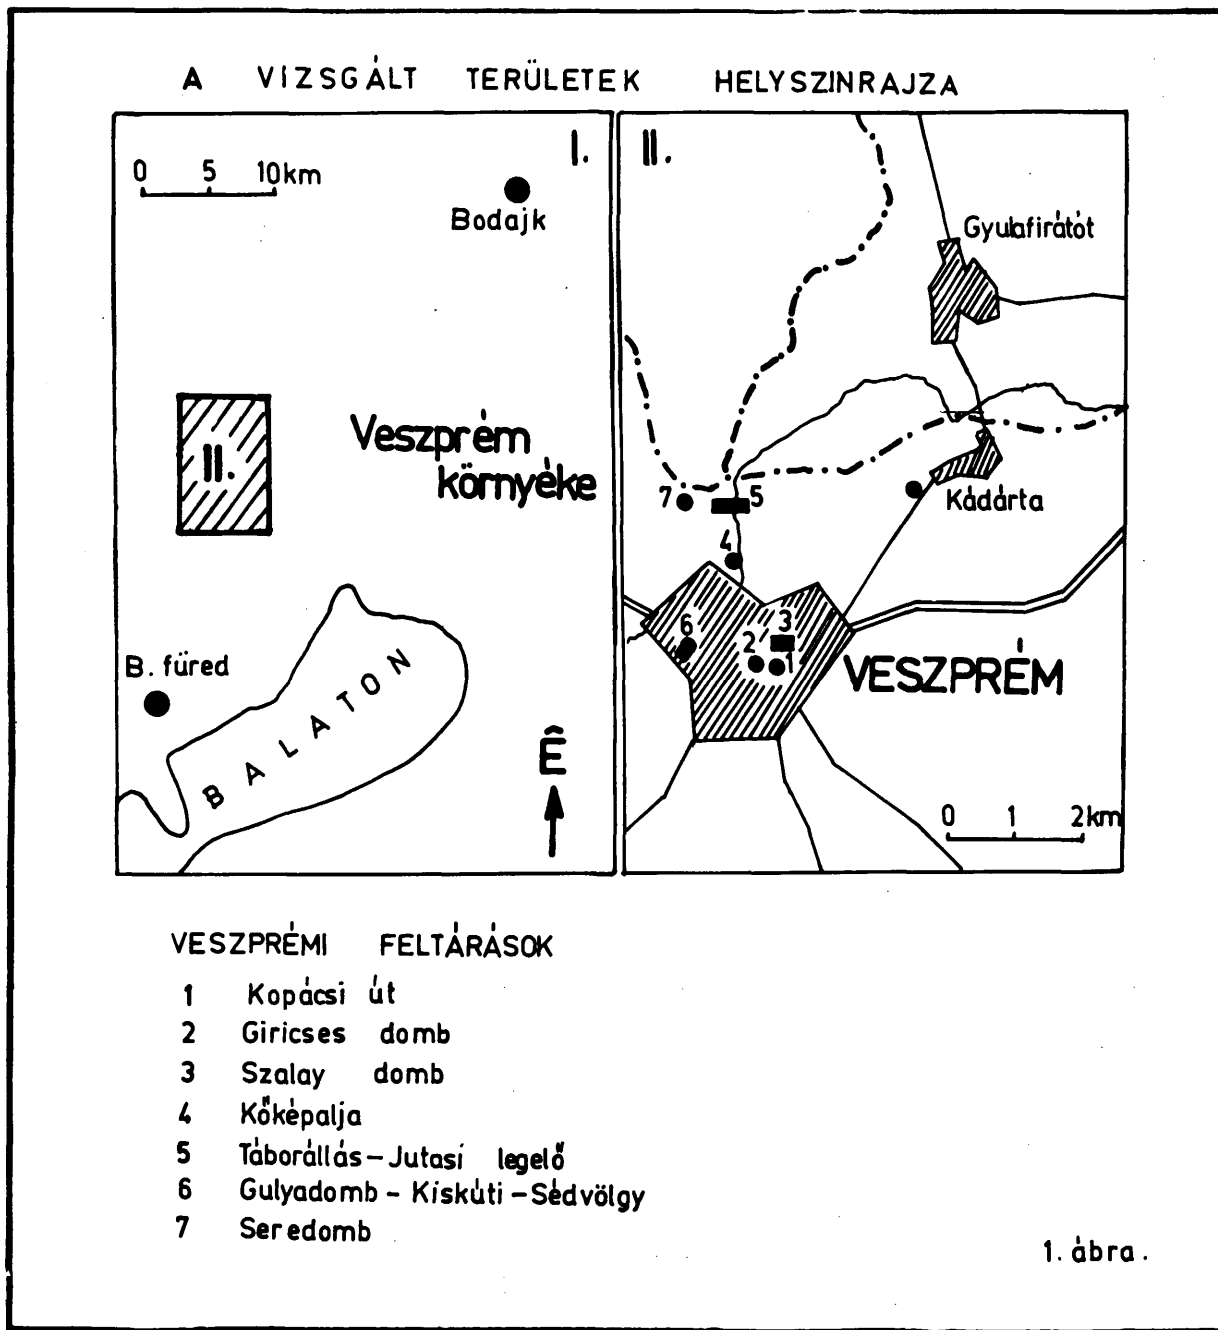 A VIZSGÁLT TERÜLETEK HELYSZINRAJZA
I.
0 5 10km
Bodajk
II.
Veszprém
környéke
B. füred
BALATON
Ê
II.
Gyulafirátót
Kádárta
7
5
4
6
3
2
1
VESZPRÉM
0 1 2km
VESZPRÉMI FELTÁRÁSOK
1 Kopácsi út
2 Giricses domb
3 Szalay domb
4 Kőképalja
5 Táborállás–Jutasi legelő
6 Gulyadomb – Kiskúti – Sédvölgy
7 Seredomb
1. ábra.